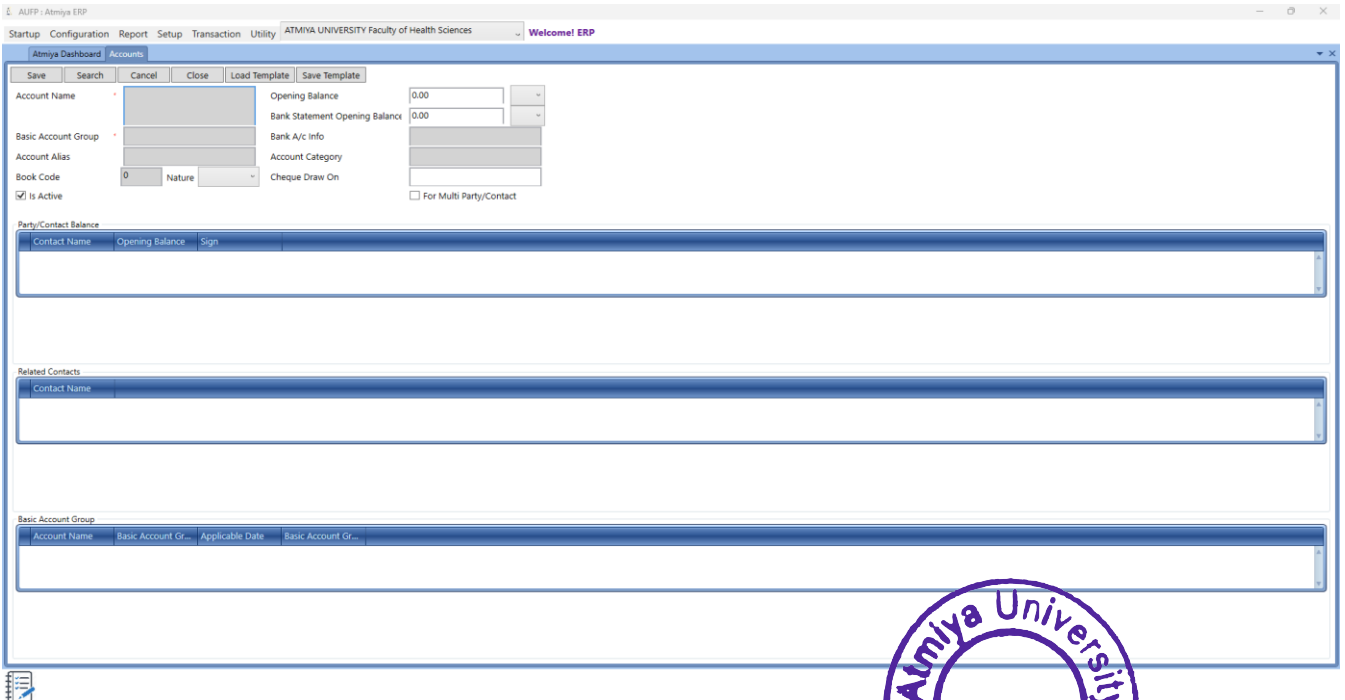 AUFP : Atmiya ERP
Startup Configuration Report Setup Transaction Utility ATMIYA UNIVERSITY Faculty of Health Sciences Welcome! ERP
Atmiya Dashboard Accounts
Save Search Cancel Close Load Template Save Template
Account Name * Opening Balance 0.00
Bank Statement Opening Balance 0.00
Basic Account Group * Bank A/c Info
Account Alias Account Category
Book Code 0 Nature Cheque Draw On
Is Active For Multi Party/Contact
Party/Contact Balance
Contact Name Opening Balance Sign
Related Contacts
Contact Name
Basic Account Group
Account Name Basic Account Gr... Applicable Date Basic Account Gr...
Atmiya University